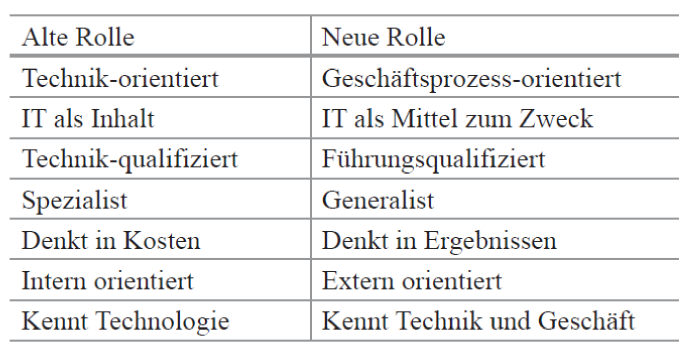 Alte Rolle Neue Rolle
Technik-orientiert Geschäftsprozess-orientiert
IT als Inhalt IT als Mittel zum Zweck
Technik-qualifiziert Führungsqualifiziert
Spezialist Generalist
Denkt in Kosten Denkt in Ergebnissen
Intern orientiert Extern orientiert
Kennt Technologie Kennt Technik und Geschäft